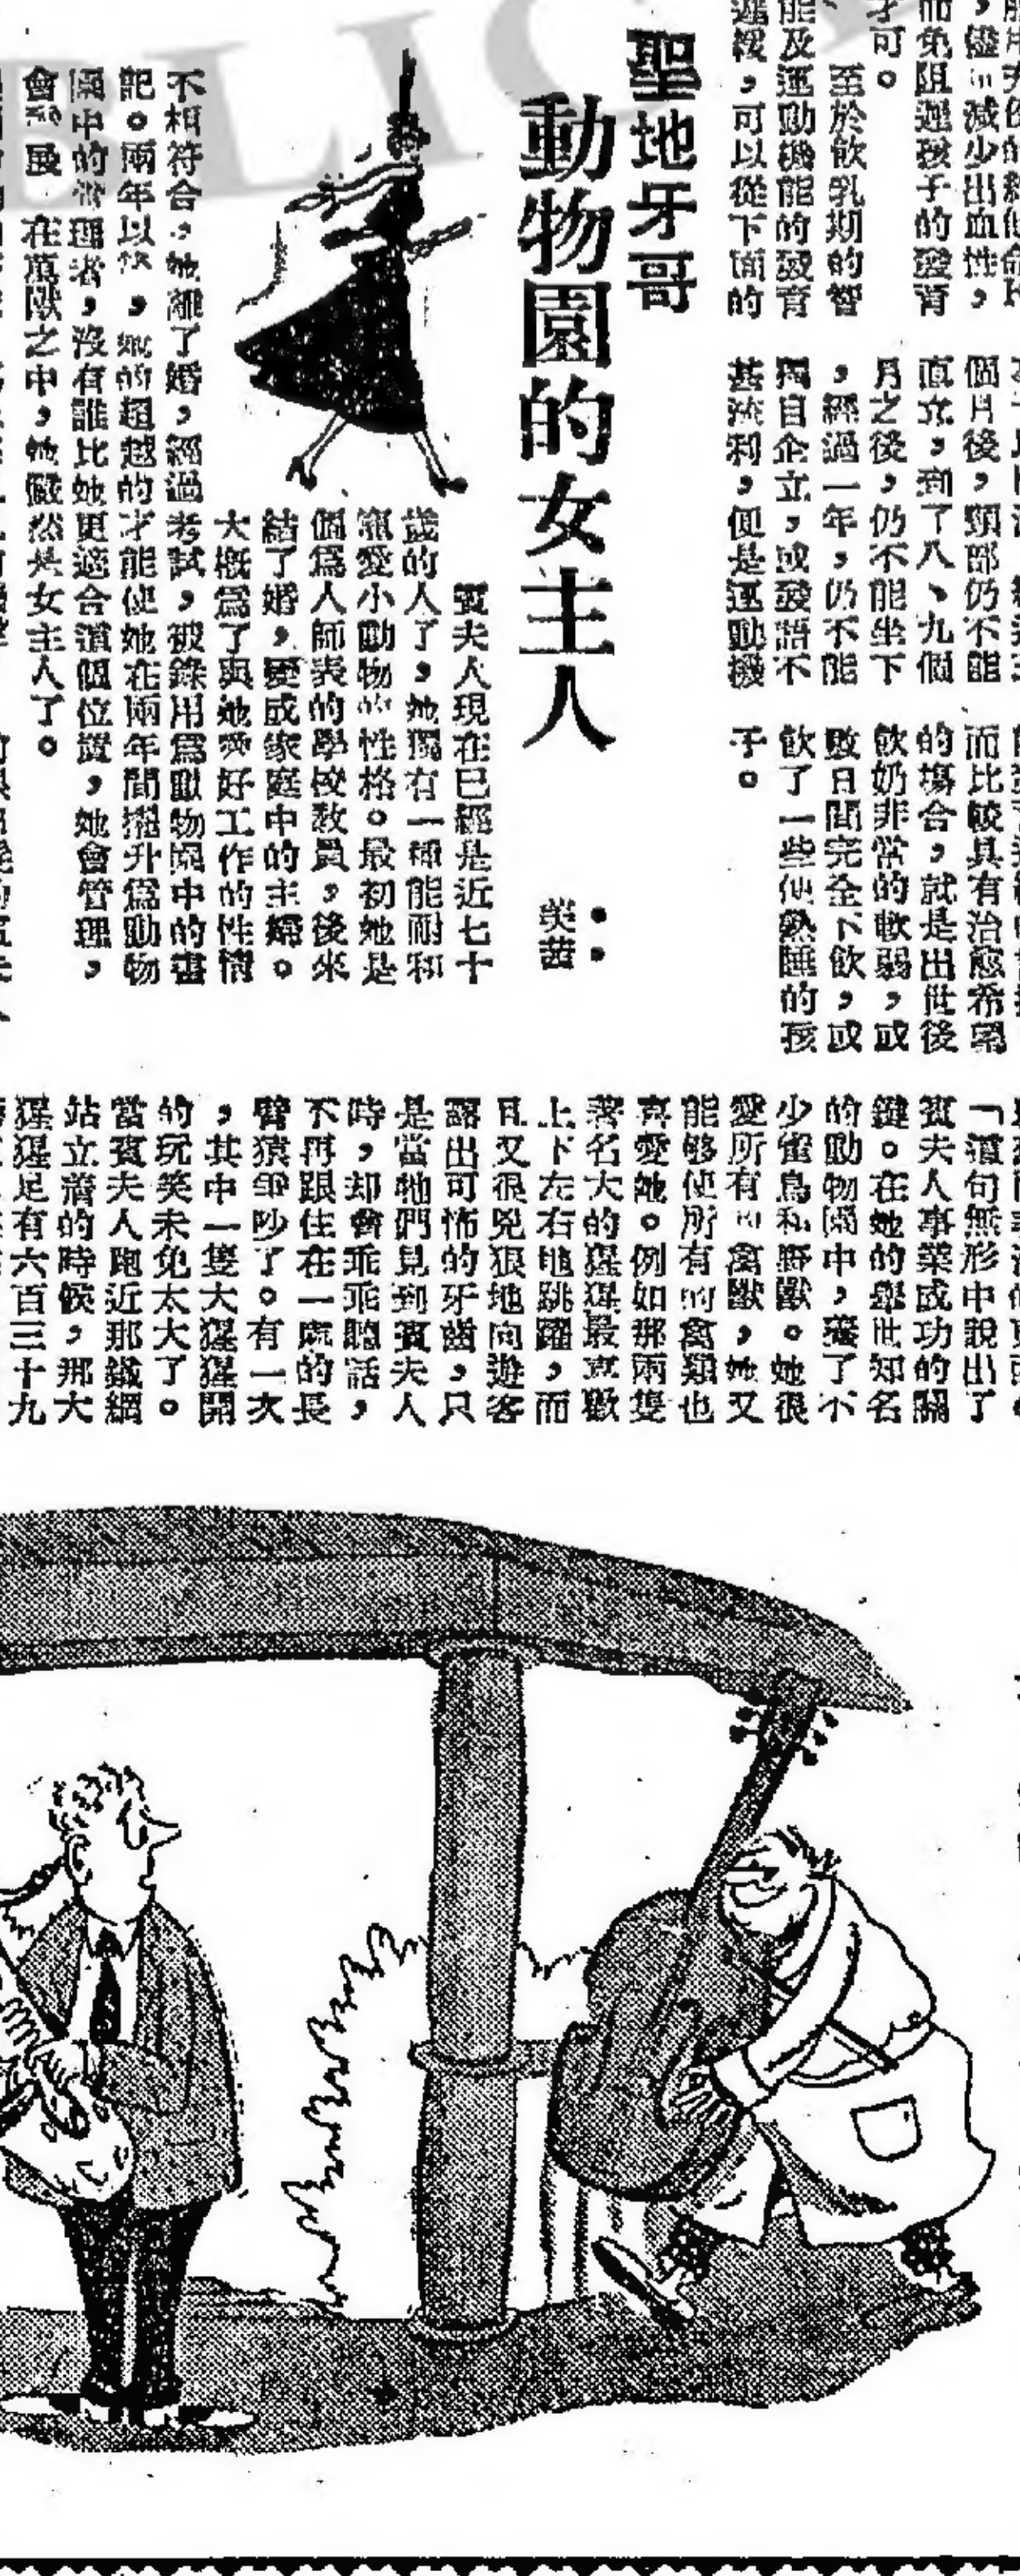 聖地牙哥
動物園的女主人
賓夫人現在已經是近七十
歲的人了,她獨有一種能耐和
寵愛小動物的性格。最初她是
個爲人師表的學校教員,後來
結了婚,變成家庭中的主婦。
大概爲了與她愛好工作的性情
不相符合,她離了婚,經過考試,被錄用爲動物園中的書
記。兩年以後,她的超越的才能使她在兩年間擢升爲動物
園中的管理者,沒有誰比她更適合這個位置,她會管理,
會發展 在萬獸之中,她儼然是女主人了。
「這句無形中說出了
賓夫人事業成功的關
鍵。在她的舉世知名
的動物園中,養了不
少雀鳥和野獸。她很
愛所有的禽獸,她又
能够使所有的禽類也
喜愛她。例如那兩隻
著名大的猩猩最喜歡
上下左右地跳躍,而
且又很兇狠地向遊客
露出可怖的牙齒,只
是當牠們見到賓夫人
時,却會乖乖聽話,
不再跟住在一處的長
臂猿爭吵了。有一次
,其中一隻大猩猩開
的玩笑未免太大了。
當賓夫人跑近那鐵網
站立着的時候,那大
猩猩足有六百三十九
,儘 減少出血性,
而免阻遲孩子的發育
才可。
至於飲乳期的智
能及運動機能的發育
遲緩,可以從下面的
個月後,頸部仍不能
直立,到了八、九個
月之後,仍不能坐下
,經過一年,仍不能
獨自企立,或發語不
甚流利,便是運動機
而比較具有治癒希望
的塲合,就是出世後
飲奶非常的軟弱,或
數日間完全不飲,或
飲了一些便熟睡的孩
子。